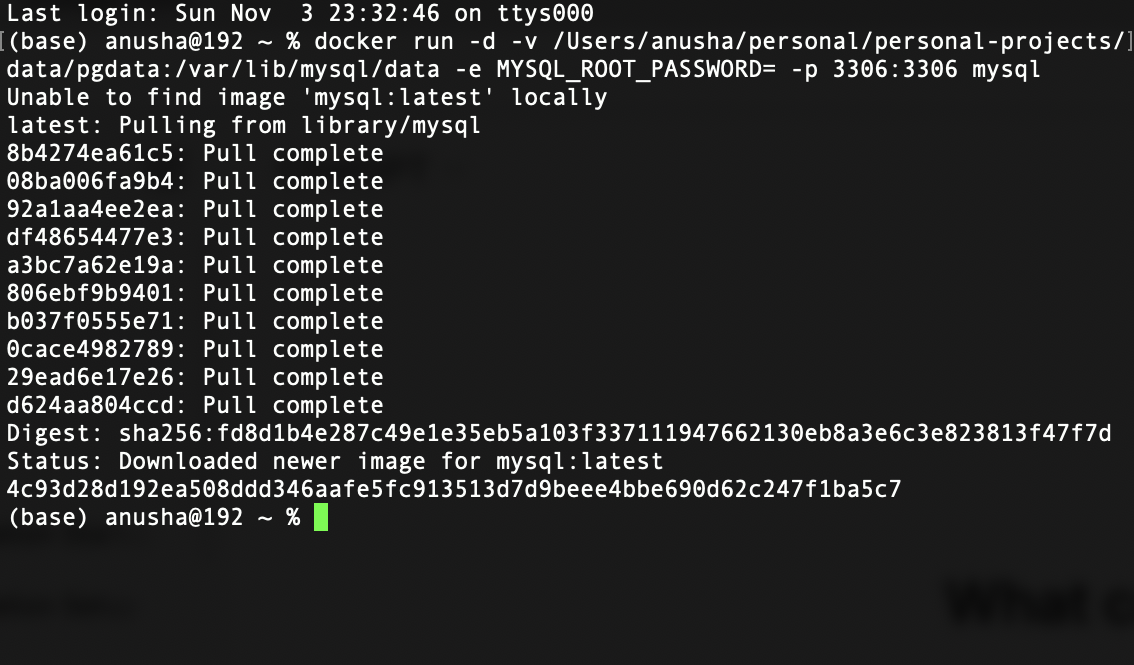 Last login: Sun Nov  3 23:32:46 on ttys000
[(base) anusha@192 ~ % docker run -d -v /Users/anusha/personal/personal-projects/]
data/pgdata:/var/lib/mysql/data -e MYSQL_ROOT_PASSWORD= -p 3306:3306 mysql
Unable to find image 'mysql:latest' locally
latest: Pulling from library/mysql
8b4274ea61c5: Pull complete
08ba006fa9b4: Pull complete
92a1aa4ee2ea: Pull complete
df48654477e3: Pull complete
a3bc7a62e19a: Pull complete
806ebf9b9401: Pull complete
b037f0555e71: Pull complete
0cace4982789: Pull complete
29ead6e17e26: Pull complete
d624aa804ccd: Pull complete
Digest: sha256:fd8d1b4e287c49e1e35eb5a103f337111947662130eb8a3e6c3e823813f47f7d
Status: Downloaded newer image for mysql:latest
4c93d28d192ea508ddd346aafe5fc913513d7d9beee4bbe690d62c247f1ba5c7
(base) anusha@192 ~ %
What